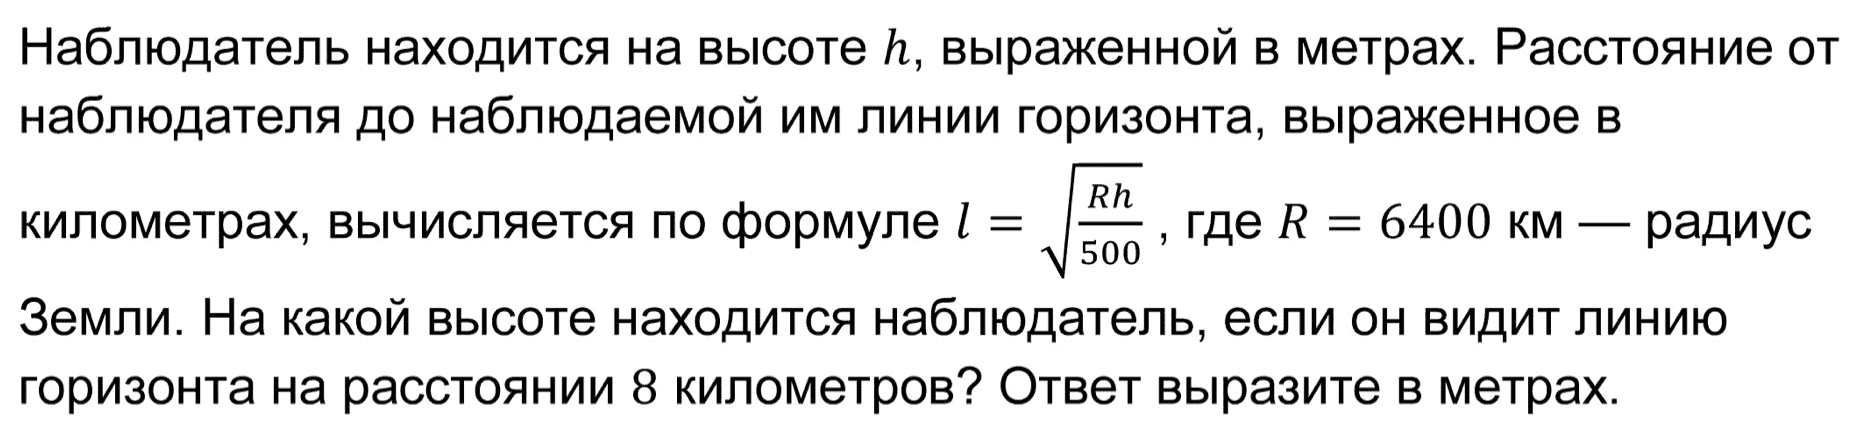 Наблюдатель находится на высоте h, выраженной в метрах. Расстояние от
наблюдателя до наблюдаемой им линии горизонта, выраженное в
километрах, вычисляется по формуле l = √(Rh/500) , где R = 6400 км — радиус
Земли. На какой высоте находится наблюдатель, если он видит линию
горизонта на расстоянии 8 километров? Ответ выразите в метрах.